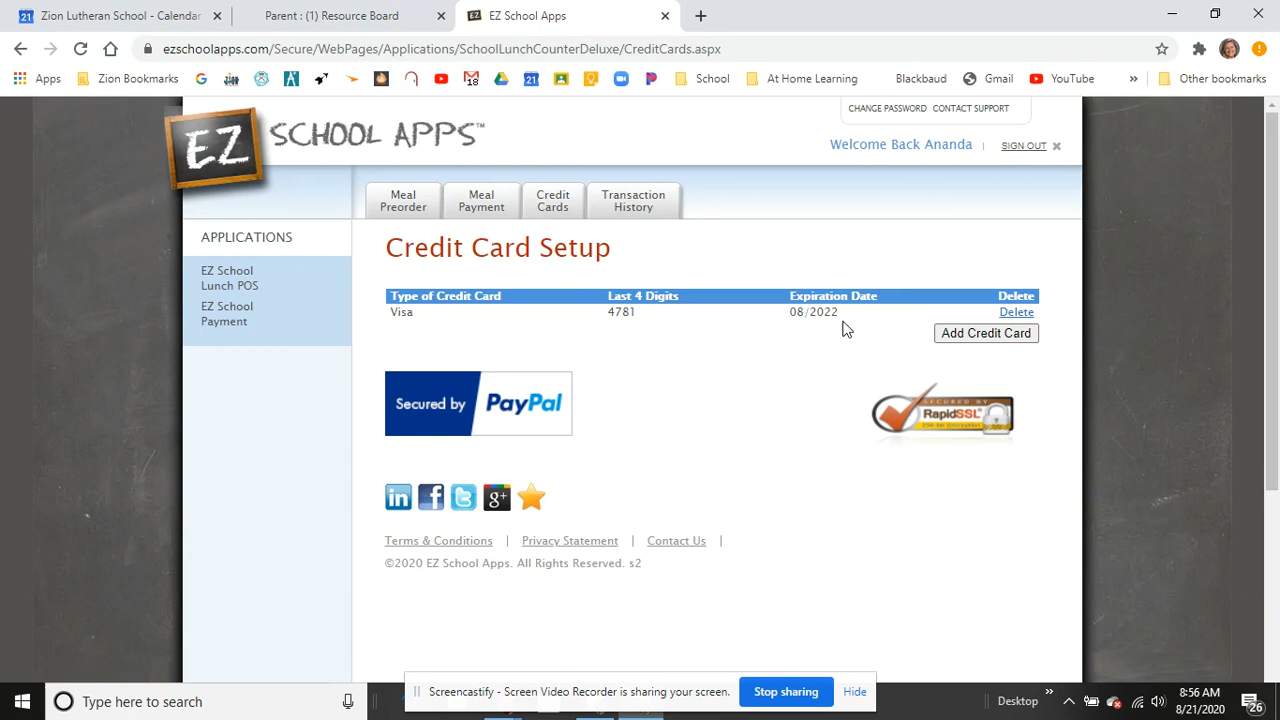 Zion Lutheran School - Calendar
Parent : (1) Resource Board
EZ School Apps
ezschoolapps.com/Secure/WebPages/Applications/SchoolLunchCounterDeluxe/CreditCards.aspx
Apps
Zion Bookmarks
School
At Home Learning
Blackbaud
Gmail
YouTube
Other bookmarks
CHANGE PASSWORD CONTACT SUPPORT
EZ SCHOOL APPS™
Welcome Back Ananda | SIGN OUT
Meal Preorder
Meal Payment
Credit Cards
Transaction History
APPLICATIONS
EZ School
Lunch POS
EZ School
Payment
Credit Card Setup
Type of Credit Card Last 4 Digits Expiration Date Delete
Visa 4781 08/2022 Delete
Add Credit Card
Secured by PayPal
SECURED BY
RapidSSL
Terms & Conditions | Privacy Statement | Contact Us |
©2020 EZ School Apps. All Rights Reserved. s2
Screencastify - Screen Video Recorder is sharing your screen. Stop sharing Hide
Type here to search
Desktop
8:56 AM
8/21/2020
26